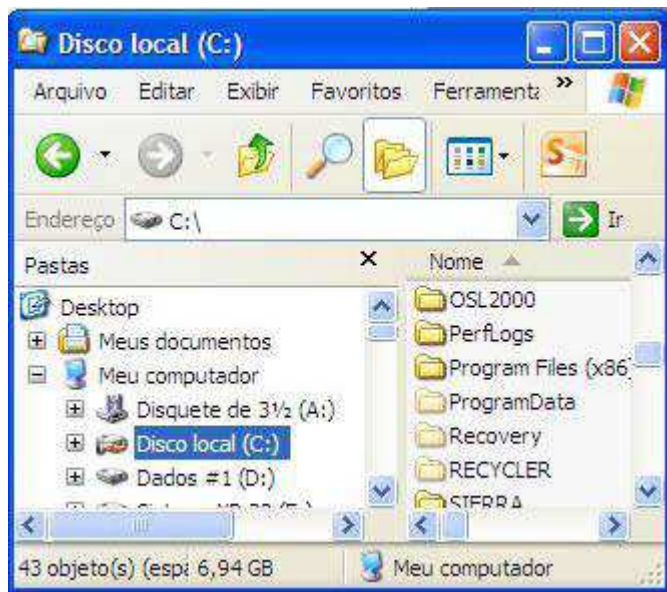 Disco local (C:)
Arquivo Editar Exibir Favoritos Ferramenta »
Endereço C:\ Ir
Pastas
Desktop
Meus documentos
Meu computador
Disquete de 3½ (A:)
Disco local (C:)
Dados #1 (D:)
Nome
OSL2000
PerfLogs
Program Files (x86
ProgramData
Recovery
RECYCLER
SIERRA
43 objeto(s) (espa 6,94 GB Meu computador